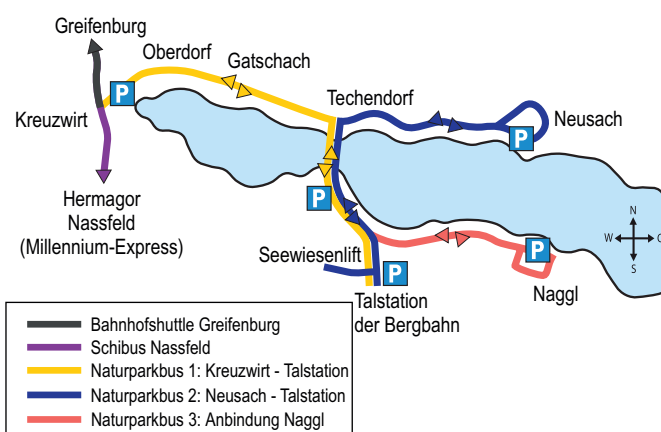 Greifenburg
Oberdorf
Gatschach
P
Kreuzwirt
Techendorf
P
Neusach
Hermagor
Nassfeld
(Millennium-Express)
P
Seewiesenlift
P
Talstation
der Bergbahn
P
Naggl
N
W
O
S
Bahnhofshuttle Greifenburg
Schibus Nassfeld
Naturparkbus 1: Kreuzwirt - Talstation
Naturparkbus 2: Neusach - Talstation
Naturparkbus 3: Anbindung Naggl